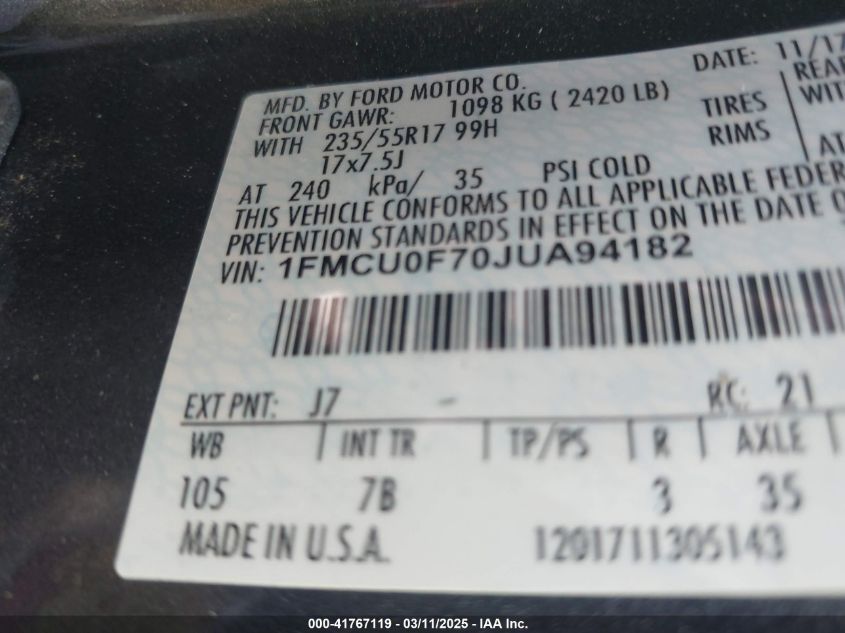 DATE: 11/17
MFD. BY FORD MOTOR CO.
FRONT GAWR: 1098 KG ( 2420 LB) REAR
WITH 235/55R17 99H TIRES WITH
17x7.5J RIMS
AT 240 kPa/ 35 PSI COLD AT
THIS VEHICLE CONFORMS TO ALL APPLICABLE FEDER
PREVENTION STANDARDS IN EFFECT ON THE DATE O
VIN: 1FMCU0F70JUA94182
EXT PNT: J7 - RC: 21
WB INT TR TP/PS R AXLE
105 7B 3 35
MADE IN U.S.A. 1201711305143
000-41767119 - 03/11/2025 - IAA Inc.